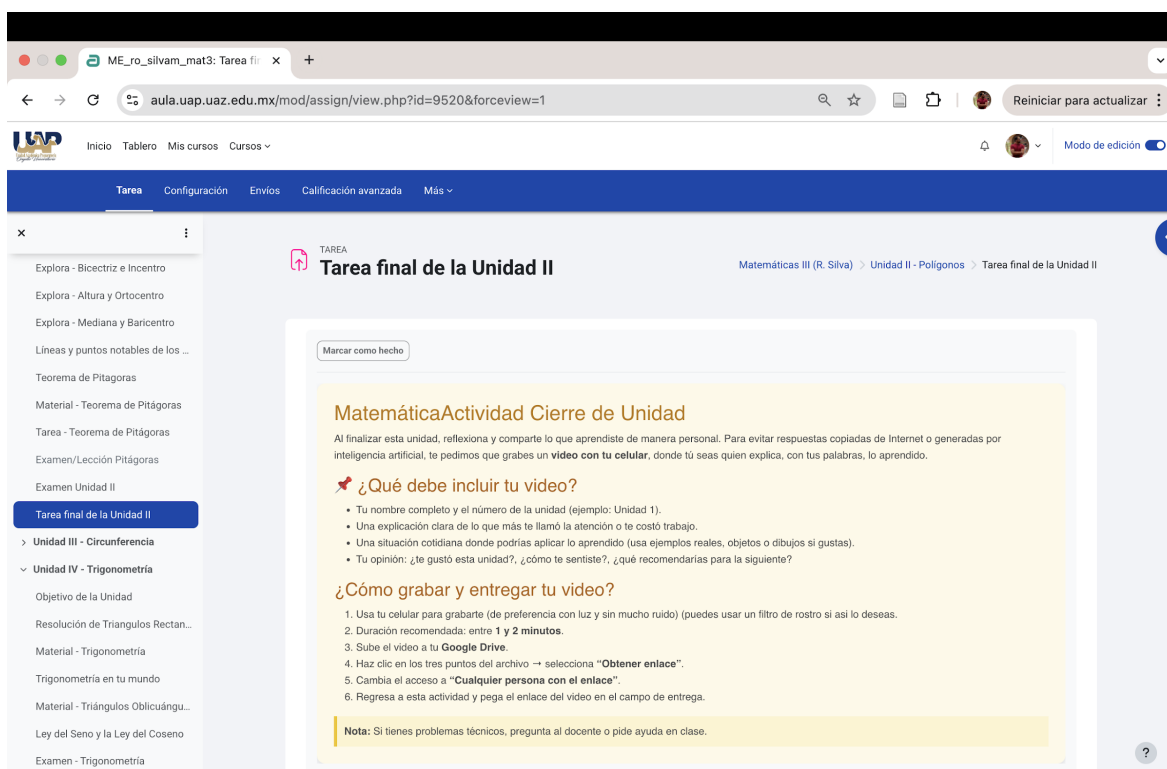 ME_ro_silvam_mat3: Tarea fin
aula.uap.uaz.edu.mx/mod/assign/view.php?id=9520&forceview=1
Reiniciar para actualizar
UAP
Inicio Tablero Mis cursos Cursos
Modo de edición
Tarea Configuración Envíos Calificación avanzada Más
Explora - Bicectriz e Incentro
Explora - Altura y Ortocentro
Explora - Mediana y Baricentro
Líneas y puntos notables de los ...
Teorema de Pitagoras
Material - Teorema de Pitágoras
Tarea - Teorema de Pitágoras
Examen/Lección Pitágoras
Examen Unidad II
Tarea final de la Unidad II
Unidad III - Circunferencia
Unidad IV - Trigonometría
Objetivo de la Unidad
Resolución de Triangulos Rectan...
Material - Trigonometría
Trigonometría en tu mundo
Material - Triángulos Oblicuángu...
Ley del Seno y la Ley del Coseno
Examen - Trigonometría
TAREA
Tarea final de la Unidad II
Matemáticas III (R. Silva) > Unidad II - Polígonos > Tarea final de la Unidad II
Marcar como hecho
MatemáticaActividad Cierre de Unidad
Al finalizar esta unidad, reflexiona y comparte lo que aprendiste de manera personal. Para evitar respuestas copiadas de Internet o generadas por
inteligencia artificial, te pedimos que grabes un video con tu celular, donde tú seas quien explica, con tus palabras, lo aprendido.
¿Qué debe incluir tu video?
• Tu nombre completo y el número de la unidad (ejemplo: Unidad 1).
• Una explicación clara de lo que más te llamó la atención o te costó trabajo.
• Una situación cotidiana donde podrías aplicar lo aprendido (usa ejemplos reales, objetos o dibujos si gustas).
• Tu opinión: ¿te gustó esta unidad?, ¿cómo te sentiste?, ¿qué recomendarías para la siguiente?
¿Cómo grabar y entregar tu video?
1. Usa tu celular para grabarte (de preferencia con luz y sin mucho ruido) (puedes usar un filtro de rostro si asi lo deseas.
2. Duración recomendada: entre 1 y 2 minutos.
3. Sube el video a tu Google Drive.
4. Haz clic en los tres puntos del archivo → selecciona “Obtener enlace”.
5. Cambia el acceso a “Cualquier persona con el enlace”.
6. Regresa a esta actividad y pega el enlace del video en el campo de entrega.
Nota: Si tienes problemas técnicos, pregunta al docente o pide ayuda en clase.
?